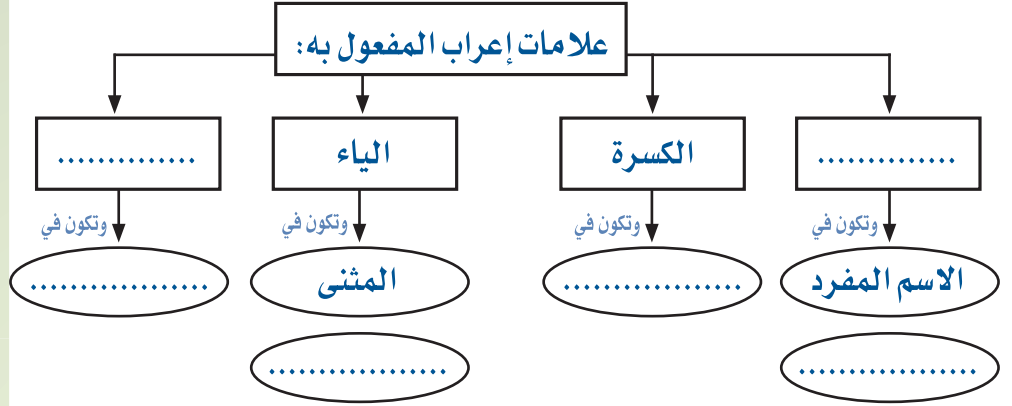 علامات إعراب المفعول به:
.............. الكسرة الياء ..............
وتكون في وتكون في وتكون في وتكون في
الاسم المفرد .................. المثنى ..................
.................. ..................